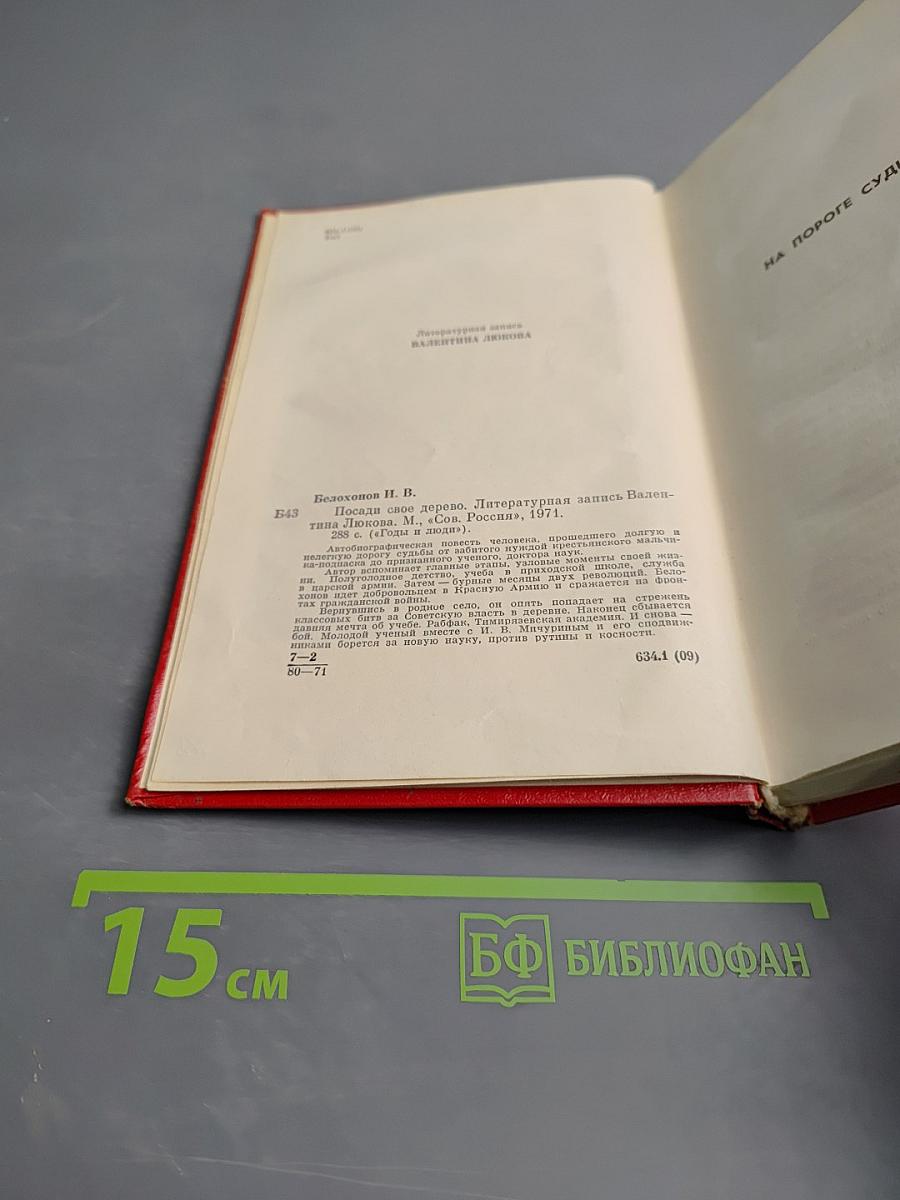 Литературная запись
ВАЛЕНТИНА ЛЮКОВА
Белохонов И. В.
Б43 Посади свое дерево. Литературная запись Вален-
тина Люкова. М., «Сов. Россия», 1971.
288 с. («Годы и люди»).
Автобиографическая повесть человека, прошедшего долгую и
нелегкую дорогу судьбы от забитого нуждой крестьянского мальчи-
ка-подпаска до признанного ученого, доктора наук.
Автор вспоминает главные этапы, узловые моменты своей жиз-
ни. Полуголодное детство, учеба в приходской школе, служба
в царской армии. Затем — бурные месяцы двух революций. Бело-
хонов идет добровольцем в Красную Армию и сражается на фрон-
тах гражданской войны.
Вернувшись в родное село, он опять попадает на стрежень
классовых битв за Советскую власть в деревне. Наконец сбывается
давняя мечта об учебе. Рабфак, Тимирязевская академия. И снова —
бой. Молодой ученый вместе с И. В. Мичуриным и его сподвиж-
никами борется за новую науку, против рутины и косности.
7—2
80—71
634.1 (09)
НА ПОРОГЕ
15 см
БФ БИБЛИОФАН